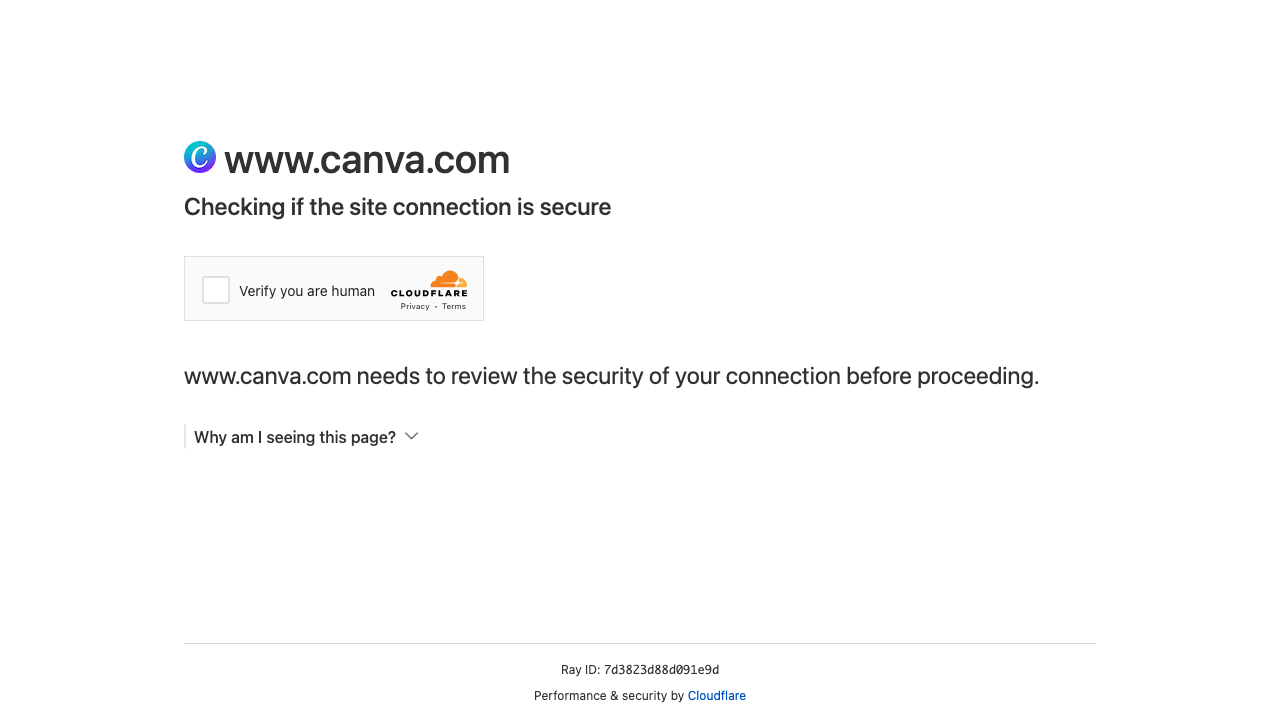 www.canva.com
Checking if the site connection is secure
Verify you are human
CLOUDFLARE
Privacy • Terms
www.canva.com needs to review the security of your connection before proceeding.
Why am I seeing this page?
Ray ID: 7d3823d88d091e9d
Performance & security by Cloudflare